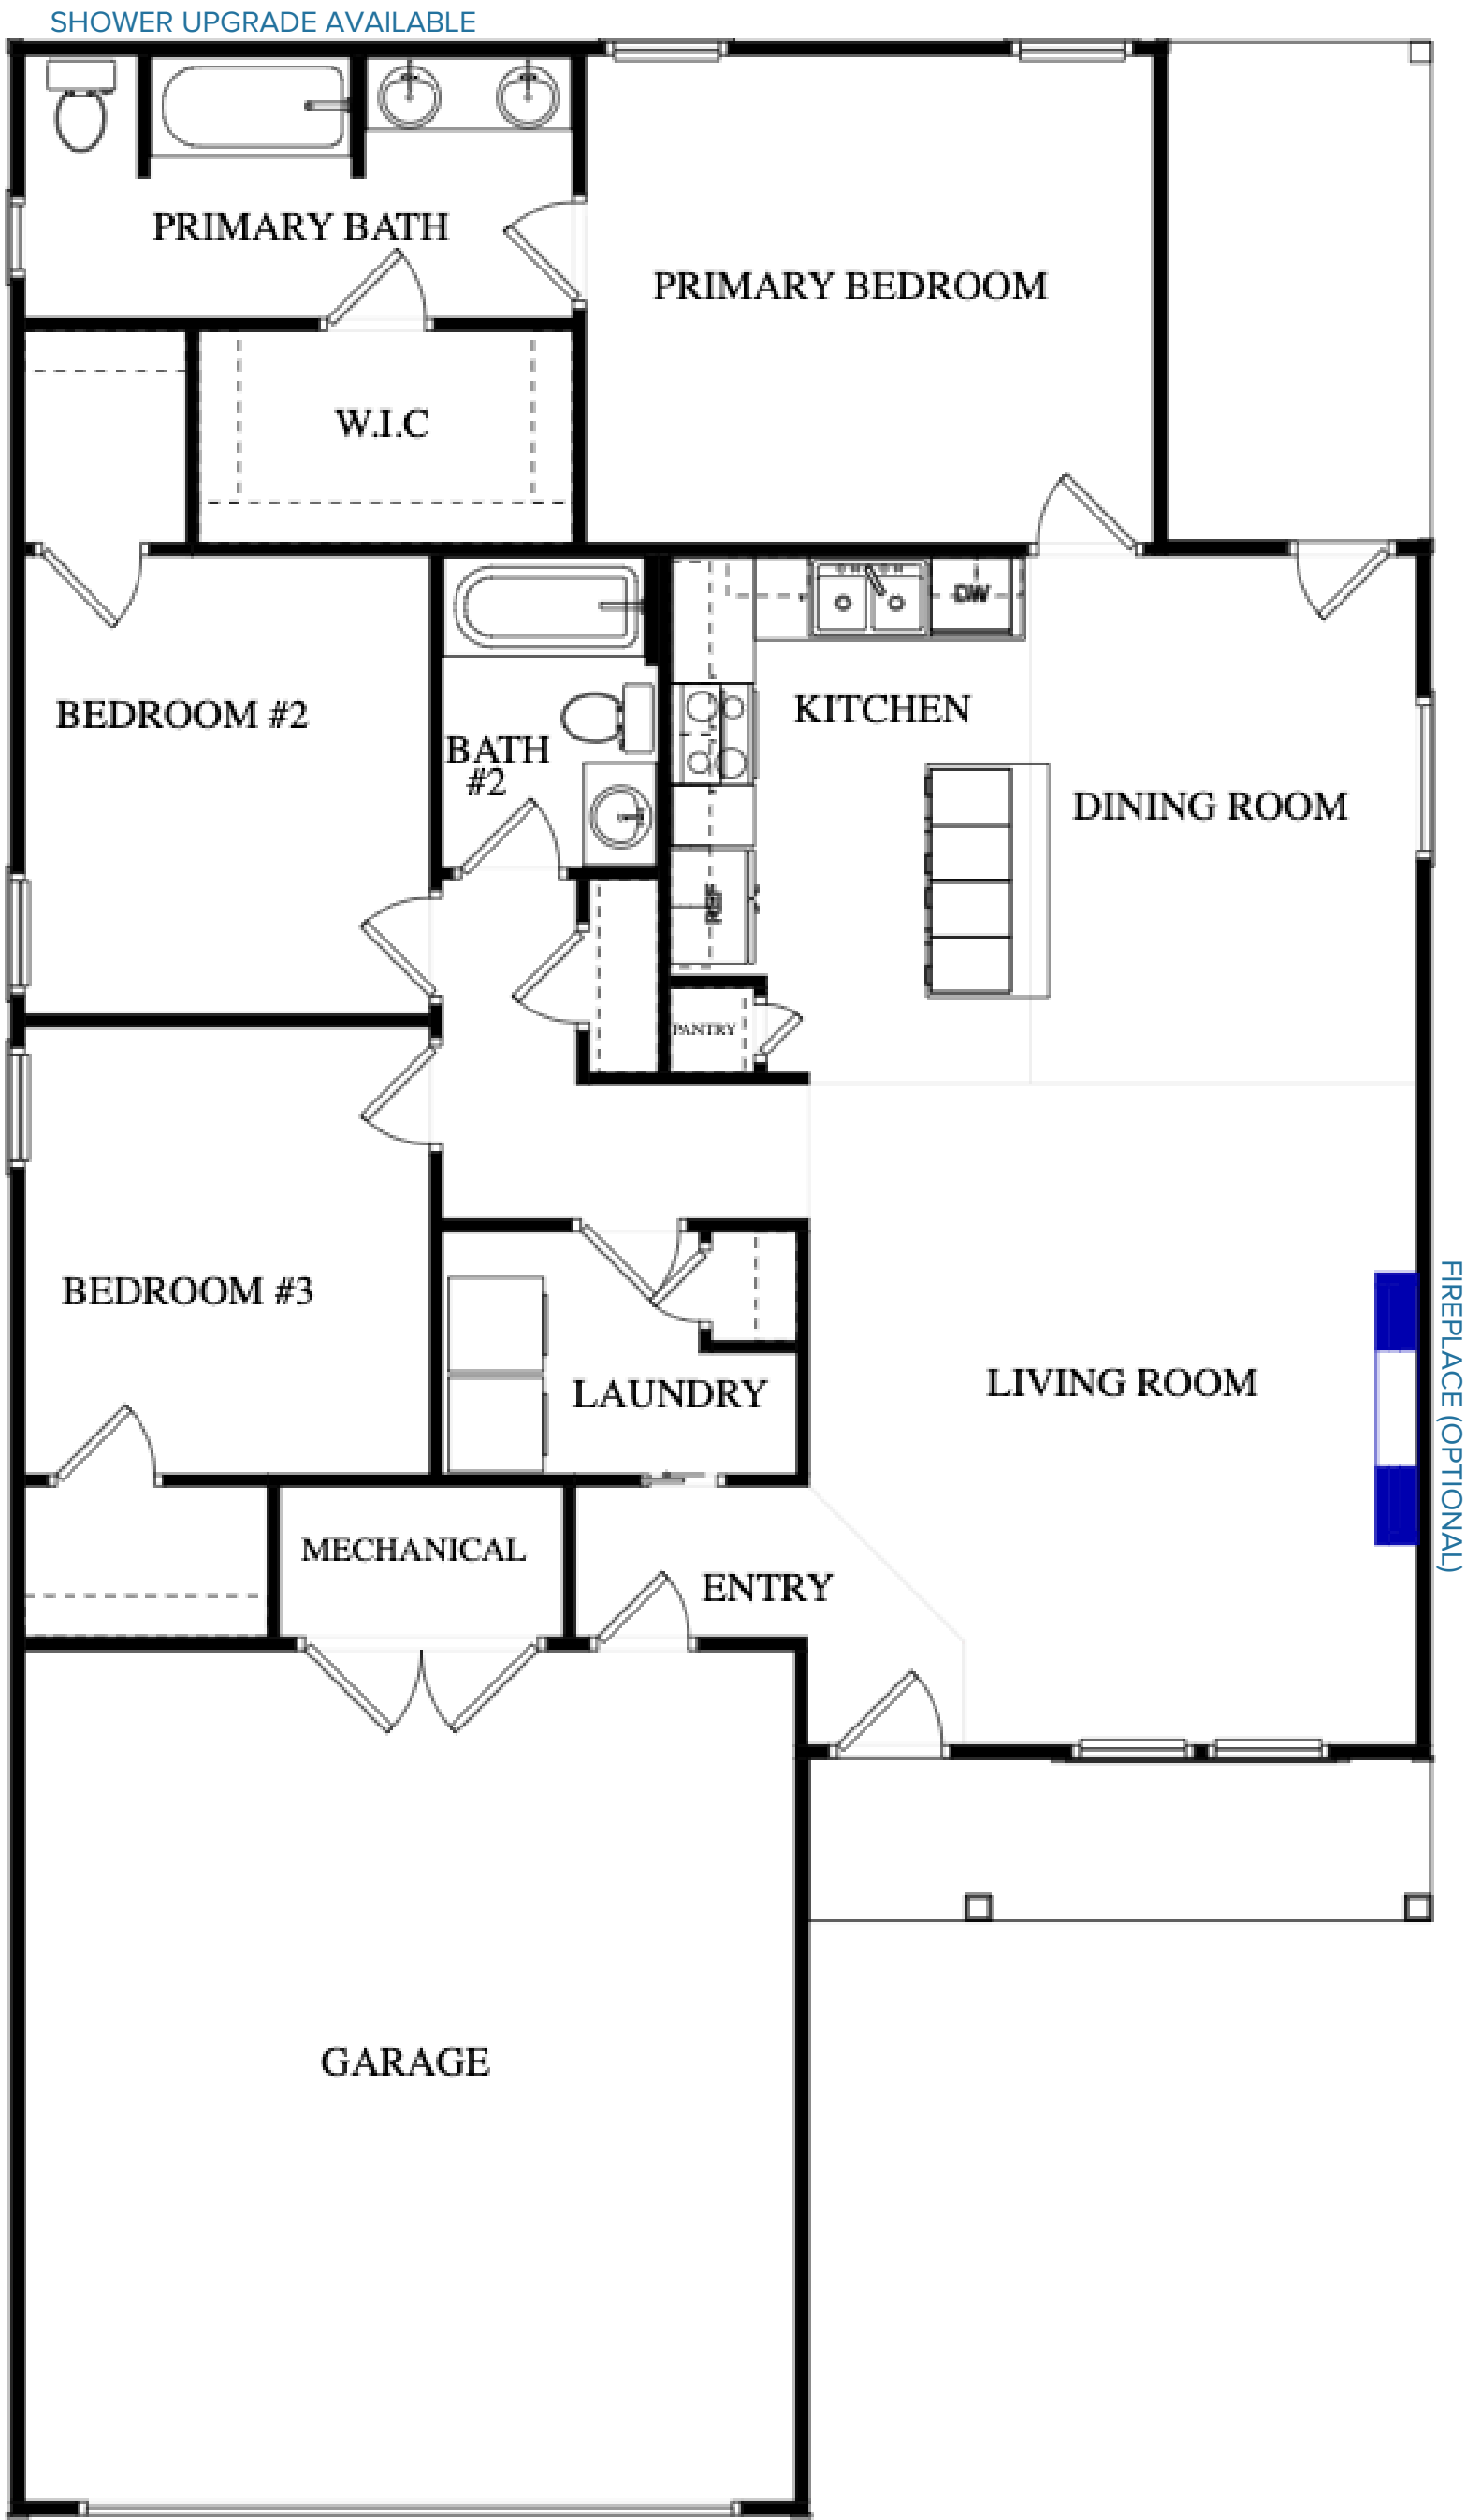 SHOWER UPGRADE AVAILABLE
PRIMARY BATH
PRIMARY BEDROOM
W.I.C
DW
BEDROOM #2
KITCHEN
BATH
#2
DINING ROOM
REF
PANTRY
BEDROOM #3
LIVING ROOM
LAUNDRY
FIREPLACE (OPTIONAL)
MECHANICAL
ENTRY
GARAGE